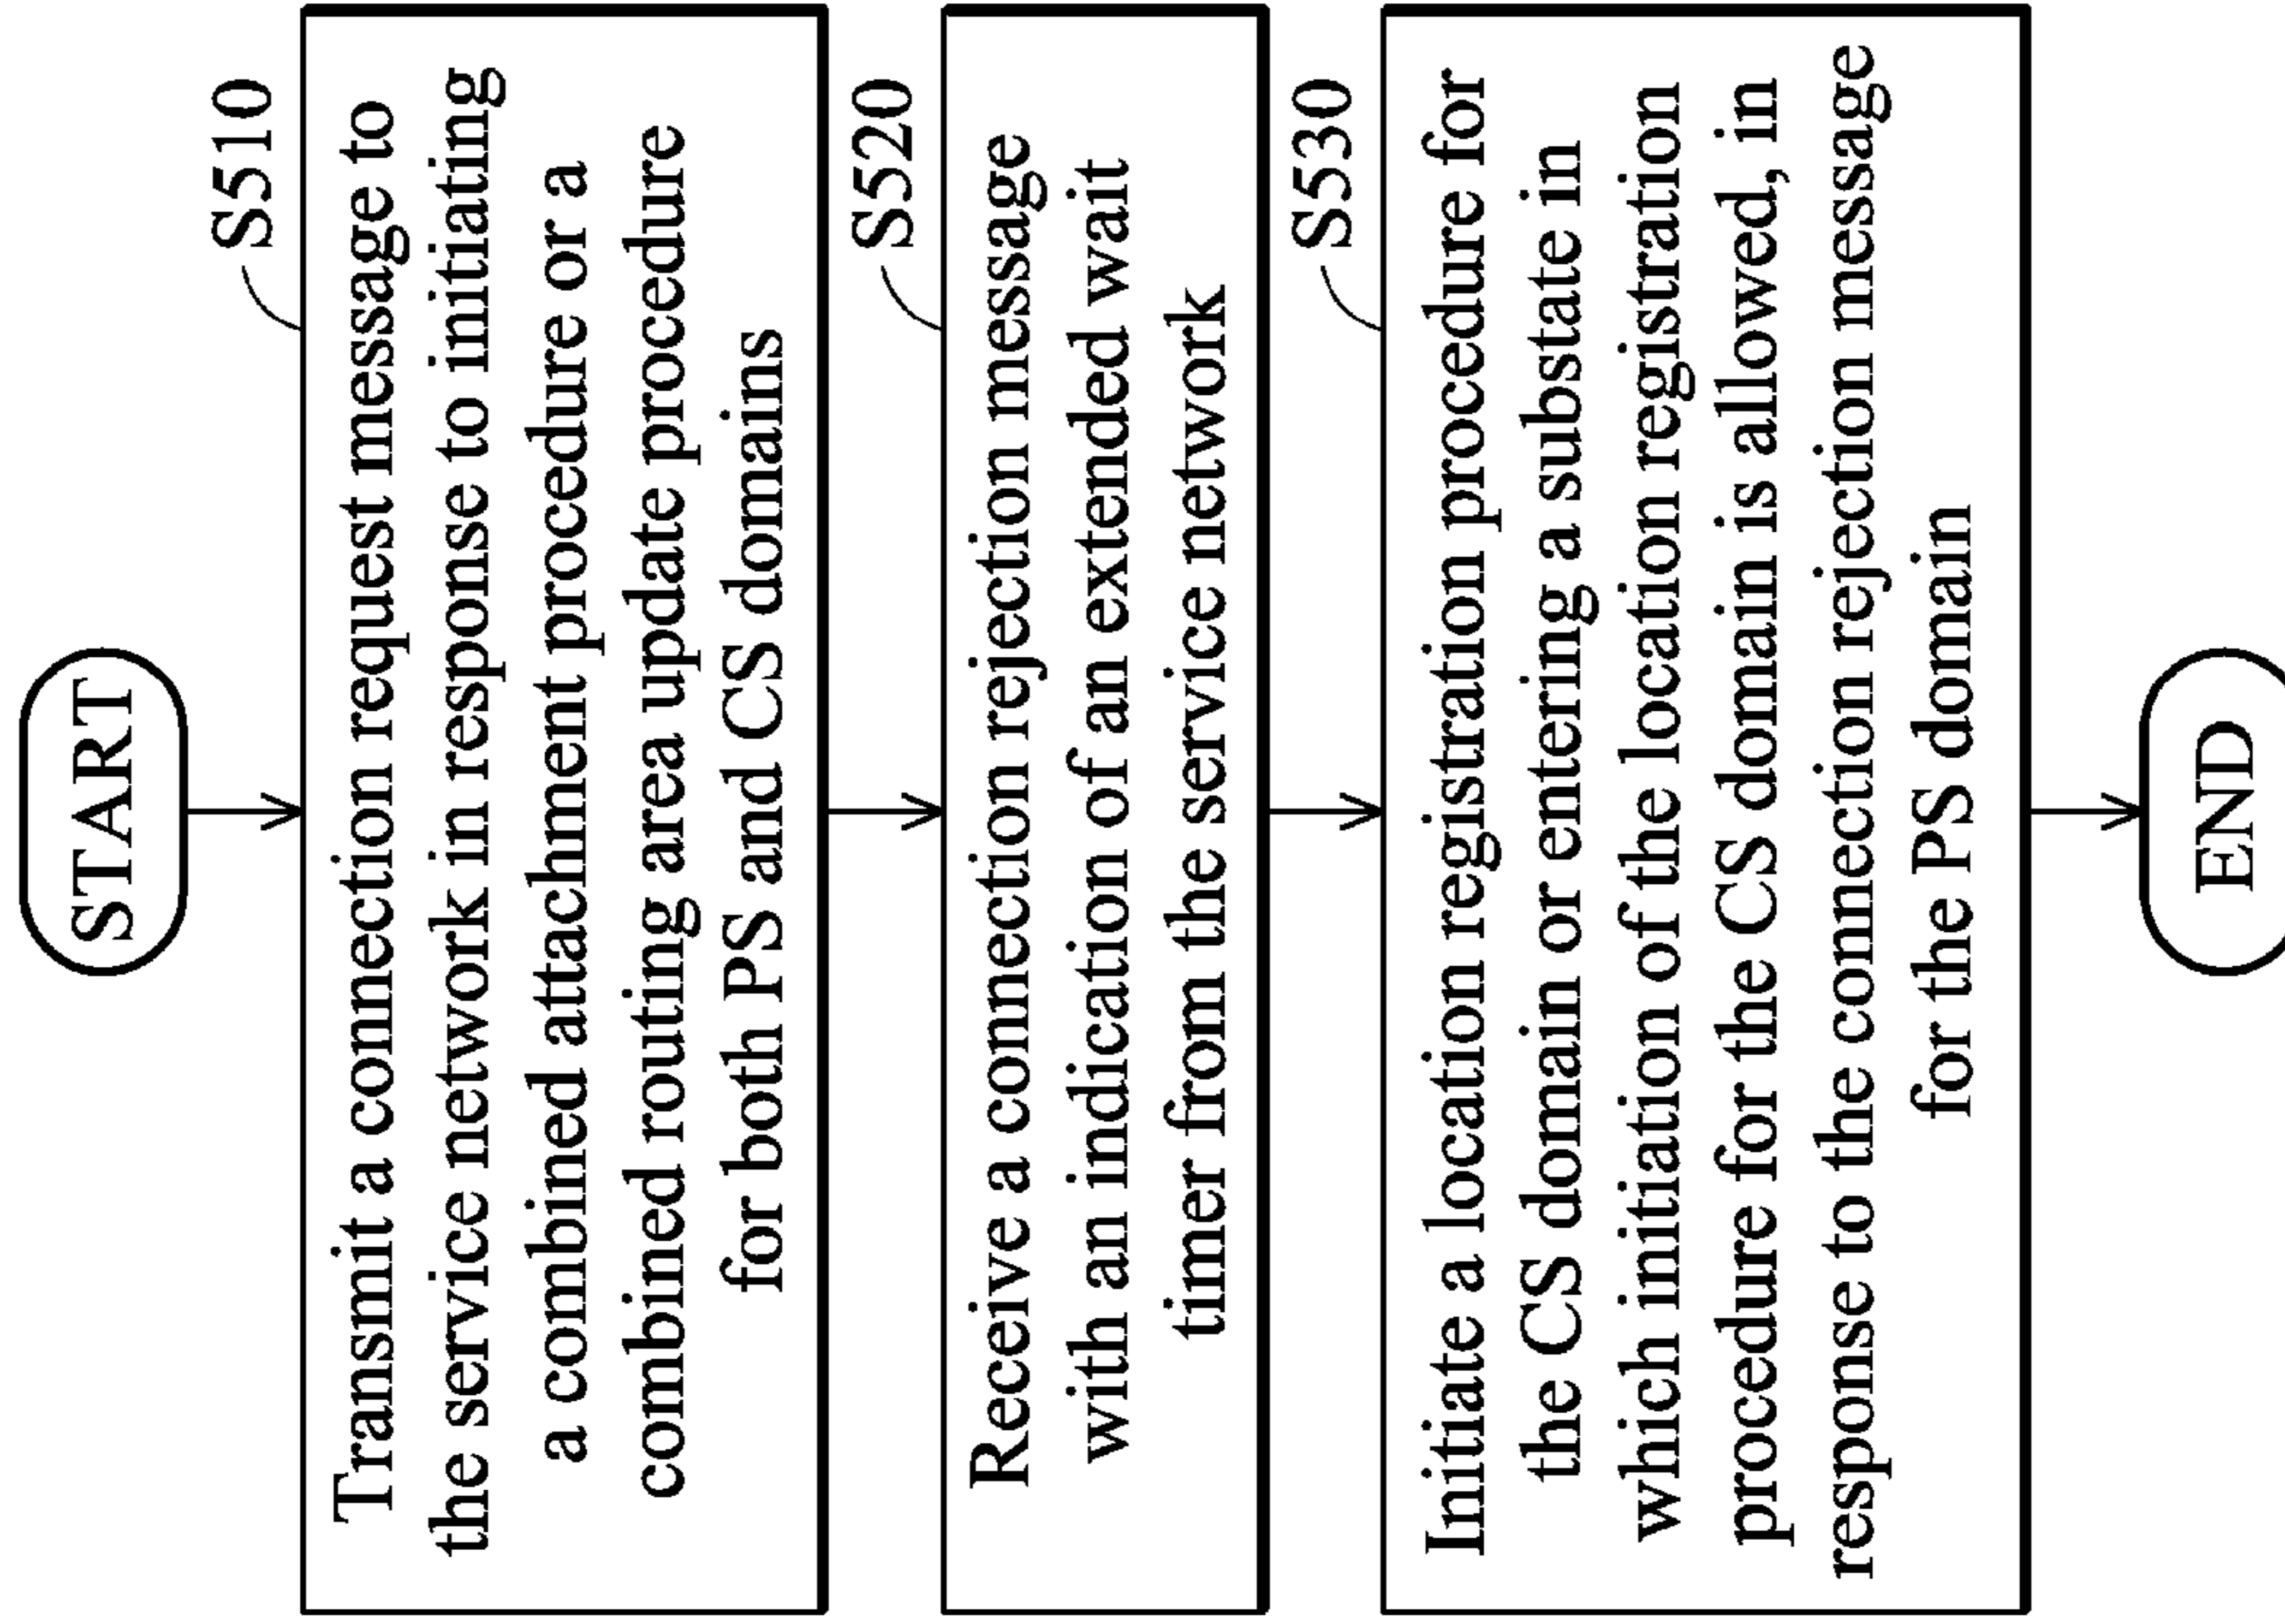 START
S510
Transmit a connection request message to
the service network in response to initiating
a combined attachment procedure or a
combined routing area update procedure
for both PS and CS domains
S520
Receive a connection rejection message
with an indication of an extended wait
timer from the service network
S530
Initiate a location registration procedure for
the CS domain or entering a substate in
which initiation of the location registration
procedure for the CS domain is allowed, in
response to the connection rejection message
for the PS domain
END